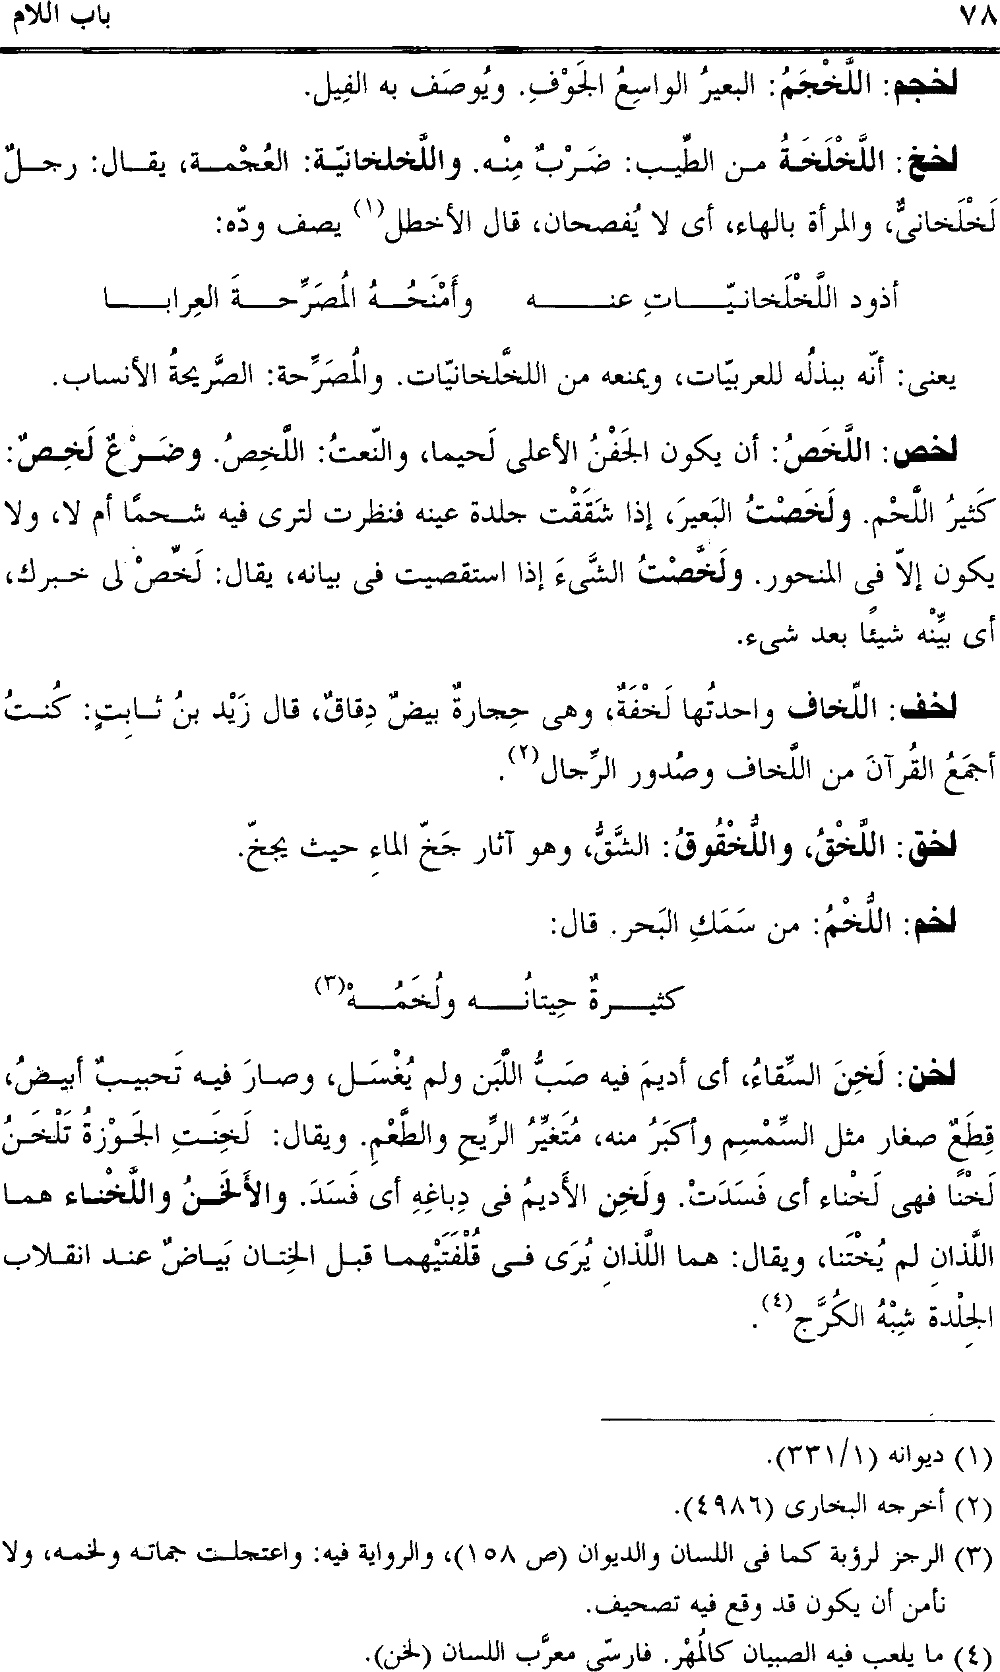 ٧٨ باب اللام
لخجم: اللَّخْجَمُ: البعيرُ الواسِعُ الجَوْفِ. ويُوصَف به الفِيل.
لخخ: اللَّخْلَخَةُ من الطِّيب: ضَرْبٌ مِنْه. واللَّخلخانيّة: العُجْمة، يقال: رجلٌ
لَخْلَخانىٌّ، والمرأة بالهاء، أى لا يُفصحان، قال الأخطل(١) يصف ودّه:
أذود اللَّخْلَخانيّاتِ عنه وأَمْنَحُهُ المُصَرِّحةَ العِرابا
يعنى: أنّه يبذلُه للعربيّات، ويمنعه من اللخَّلخانيّات. والمُصَرِّحة: الصَّريحةُ الأنساب.
لخص: اللَّخَصُ: أن يكون الجَفْنُ الأعلى لَحيما، والنّعتُ: اللَّخِصُ. وضَرْعٌ لَخِصٌ:
كَثيرُ اللَّحْم. ولَخَصْتُ البَعيرَ، إذا شَقَقْت جلدة عينه فنظرت لترى فيه شحمًا أم لا، ولا
يكون إلاّ فى المنحور. ولَخَّصْتُ الشَّىءَ إذا استقصيت فى بيانه، يقال: لَخِّصْ لى خبرك،
أى بيِّنْه شيئًا بعد شىء.
لخف: اللِّخاف واحدتُها لَخْفَةٌ، وهى حِجارةٌ بيضٌ دِقاقٌ، قال زَيْد بنُ ثابِتٍ: كُنتُ
أجمَعُ القُرآنَ من اللَّخاف وصُدور الرِّجال(٢).
لخق: اللَّخْقُ، واللُّخْقُوقُ: الشَّقُّ، وهو آثار جَخّ الماءِ حيث يجخّ.
لخم: اللُّخْمُ: من سَمَكِ البَحر. قال:
كثيرةٌ حِيتانُه ولُخَمُهْ(٣)
لخن: لَخِنَ السِّقاءُ، أى أديمَ فيه صَبُّ اللَّبَن ولم يُغْسَل، وصارَ فيه تَحبيبٌ أبيضُ،
قِطَعٌ صغار مثل السِّمْسِم وأكبَرُ منه، مُتَغيِّرُ الرِّيحِ والطَّعْمِ. ويقال: لَخِنَتِ الجَوْزةُ تَلْخَنُ
لَخْنًا فهى لَخْناء أى فَسَدَتْ. ولَخِن الأَديمُ فى دِباغِهِ أى فَسَدَ. والأَلْخَنُ واللَّخْناء هما
اللَّذانِ لم يُخْتَنا، ويقال: هما اللَّذانِ يُرَى فى قُلْفَتَيْهما قبل الخِتان بَياضٌ عند انقلاب
الجِلْدة شِبْهُ الكُرَّج(٤).
(١) ديوانه (٣٣١/١).
(٢) أخرجه البخارى (٤٩٨٦).
(٣) الرجز لرؤبة كما فى اللسان والديوان (ص ١٥٨)، والرواية فيه: واعتجلت جماته ولخمه، ولا
نأمن أن يكون قد وقع فيه تصحيف.
(٤) ما يلعب فيه الصبيان كالمُهْر. فارسّى معرَّب اللسان (لخن).